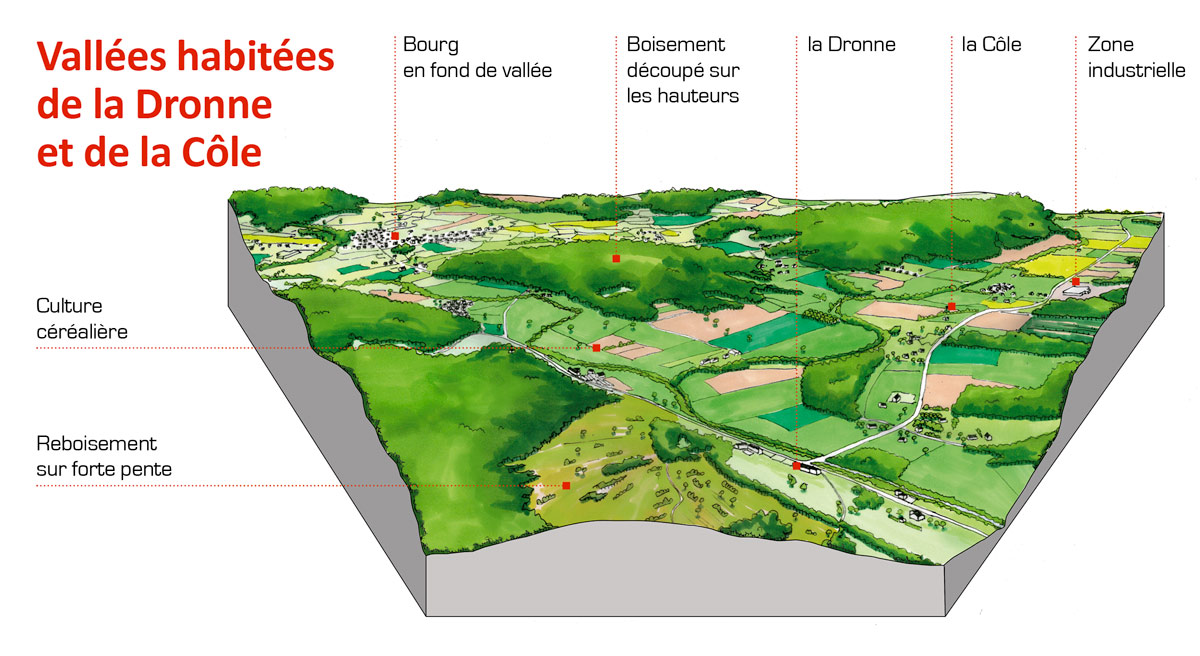 Vallées habitées
de la Dronne
et de la Côle
Bourg
en fond de vallée
Boisement
découpé sur
les hauteurs
la Dronne
la Côle
Zone
industrielle
Culture
céréalière
Reboisement
sur forte pente